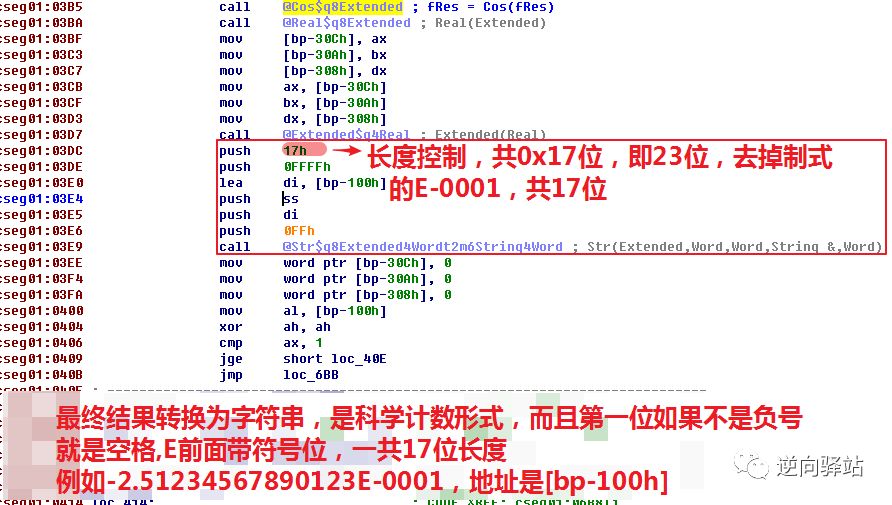 cseg01:03B5 call @Cos$q8Extended ; fRes = Cos(fRes)
cseg01:03BA call @Real$q8Extended ; Real(Extended)
cseg01:03BF mov [bp-30Ch], ax
cseg01:03C3 mov [bp-30Ah], bx
cseg01:03C7 mov [bp-308h], dx
cseg01:03CB mov ax, [bp-30Ch]
cseg01:03CF mov bx, [bp-30Ah]
cseg01:03D3 mov dx, [bp-308h]
cseg01:03D7 call @Extended$q4Real ; Extended(Real)
cseg01:03DC push 17h
长度控制，共0x17位，即23位，去掉制式
的E-0001，共17位
cseg01:03DE push 0FFFFh
cseg01:03E0 lea di, [bp-100h]
cseg01:03E4 push ss
cseg01:03E5 push di
cseg01:03E6 push 0FFh
cseg01:03E9 call @Str$q8Extended4Wordt2m6String4Word ; Str(Extended,Word,Word,String &,Word)
cseg01:03EE mov word ptr [bp-30Ch], 0
cseg01:03F4 mov word ptr [bp-30Ah], 0
cseg01:03FA mov word ptr [bp-308h], 0
cseg01:0400 mov al, [bp-100h]
cseg01:0404 xor ah, ah
cseg01:0406 cmp ax, 1
cseg01:0409 jge short loc_40E
cseg01:040B jmp loc_6BB
最终结果转换为字符串，是科学计数形式，而且第一位如果不是负号
就是空格,E前面带符号位，一共17位长度
例如-2.51234567890123E-0001，地址是[bp-100h]
逆向驿站